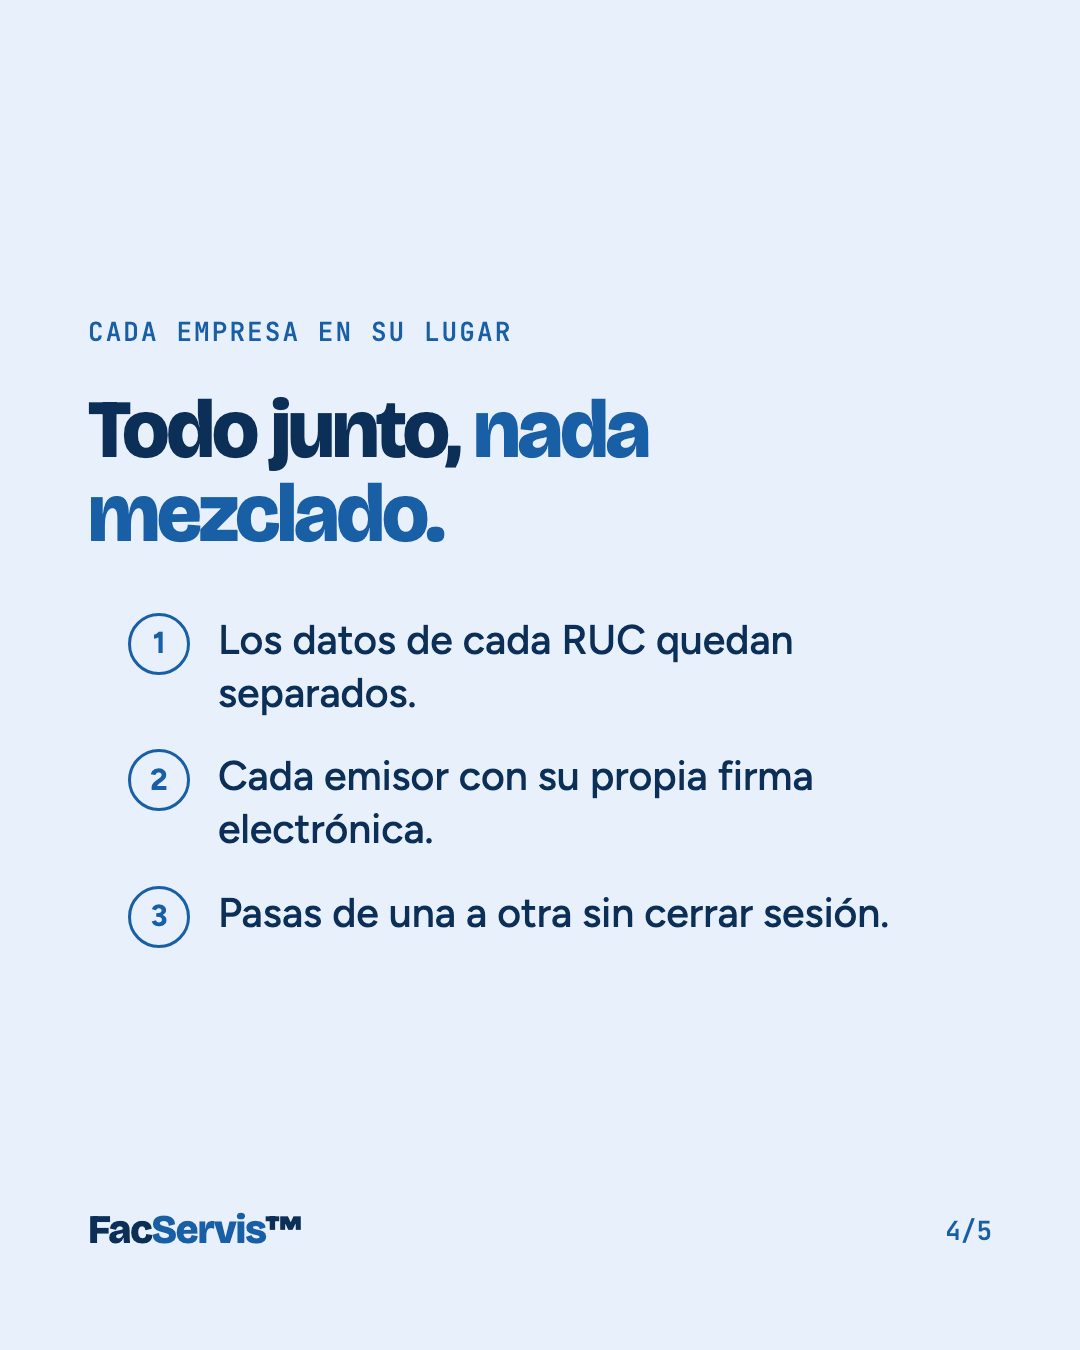 CADA EMPRESA EN SU LUGAR
Todo junto, nada
mezclado.
1 Los datos de cada RUC quedan
separados.
2 Cada emisor con su propia firma
electrónica.
3 Pasas de una a otra sin cerrar sesión.
FacServis™
4/5